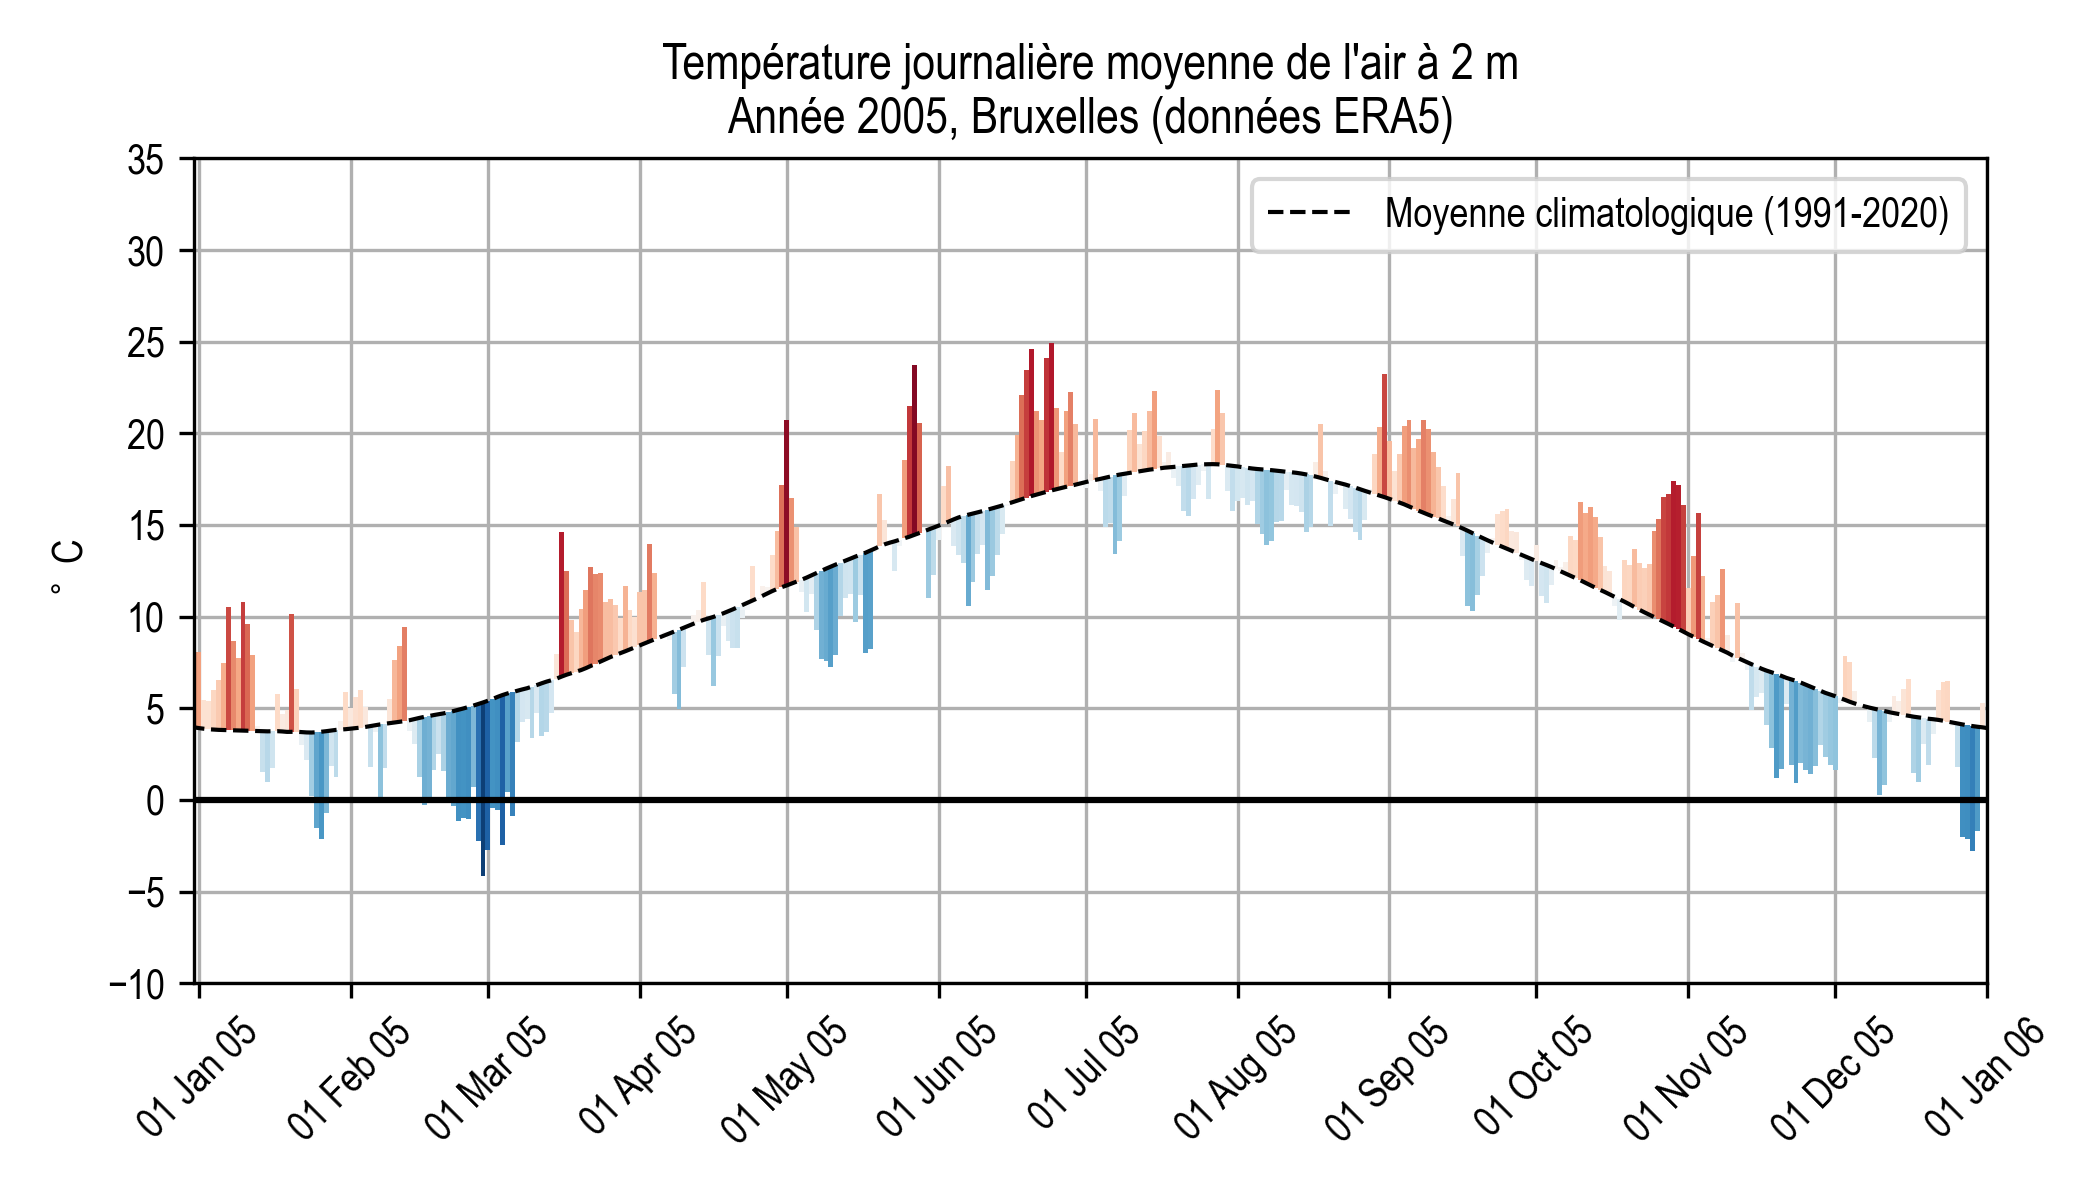 Température journalière moyenne de l'air à 2 m
Année 2005, Bruxelles (données ERA5)
Moyenne climatologique (1991-2020)
° C
35
30
25
20
15
10
5
0
−5
−10
01 Jan 05
01 Feb 05
01 Mar 05
01 Apr 05
01 May 05
01 Jun 05
01 Jul 05
01 Aug 05
01 Sep 05
01 Oct 05
01 Nov 05
01 Dec 05
01 Jan 06